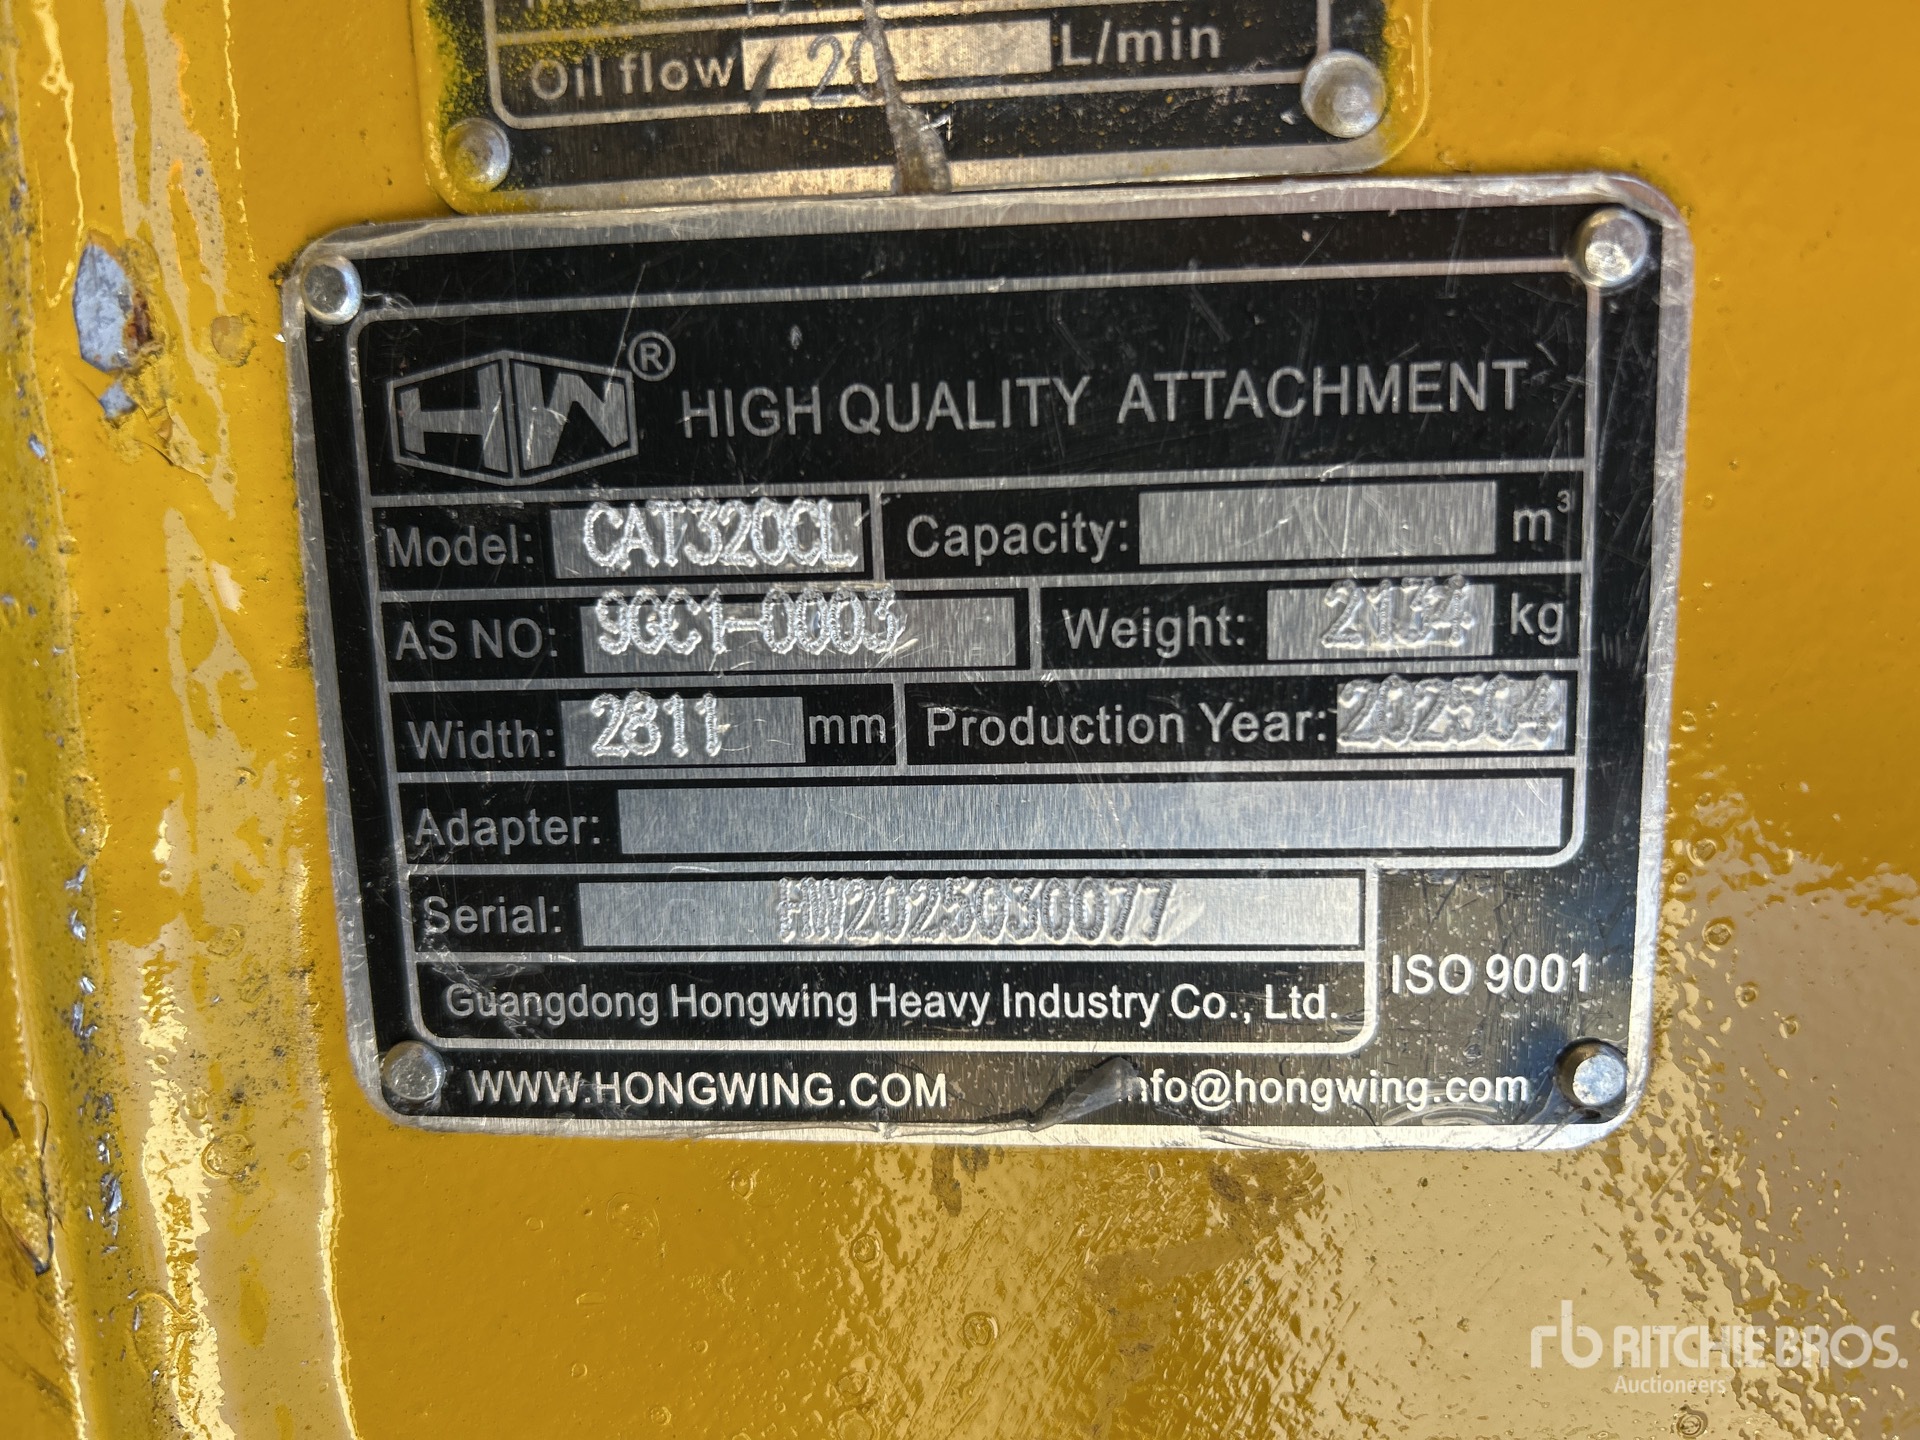 Oil flow 20 L/min
HW® HIGH QUALITY ATTACHMENT
Model: CAT320CL Capacity: m³
AS NO: 9GC1-0003 Weight: 2134 kg
Width: 2811 mm Production Year: 202504
Adapter:
Serial: HW2025030077
Guangdong Hongwing Heavy Industry Co., Ltd. ISO 9001
WWW.HONGWING.COM info@hongwing.com
rb RITCHIE BROS.
Auctioneers